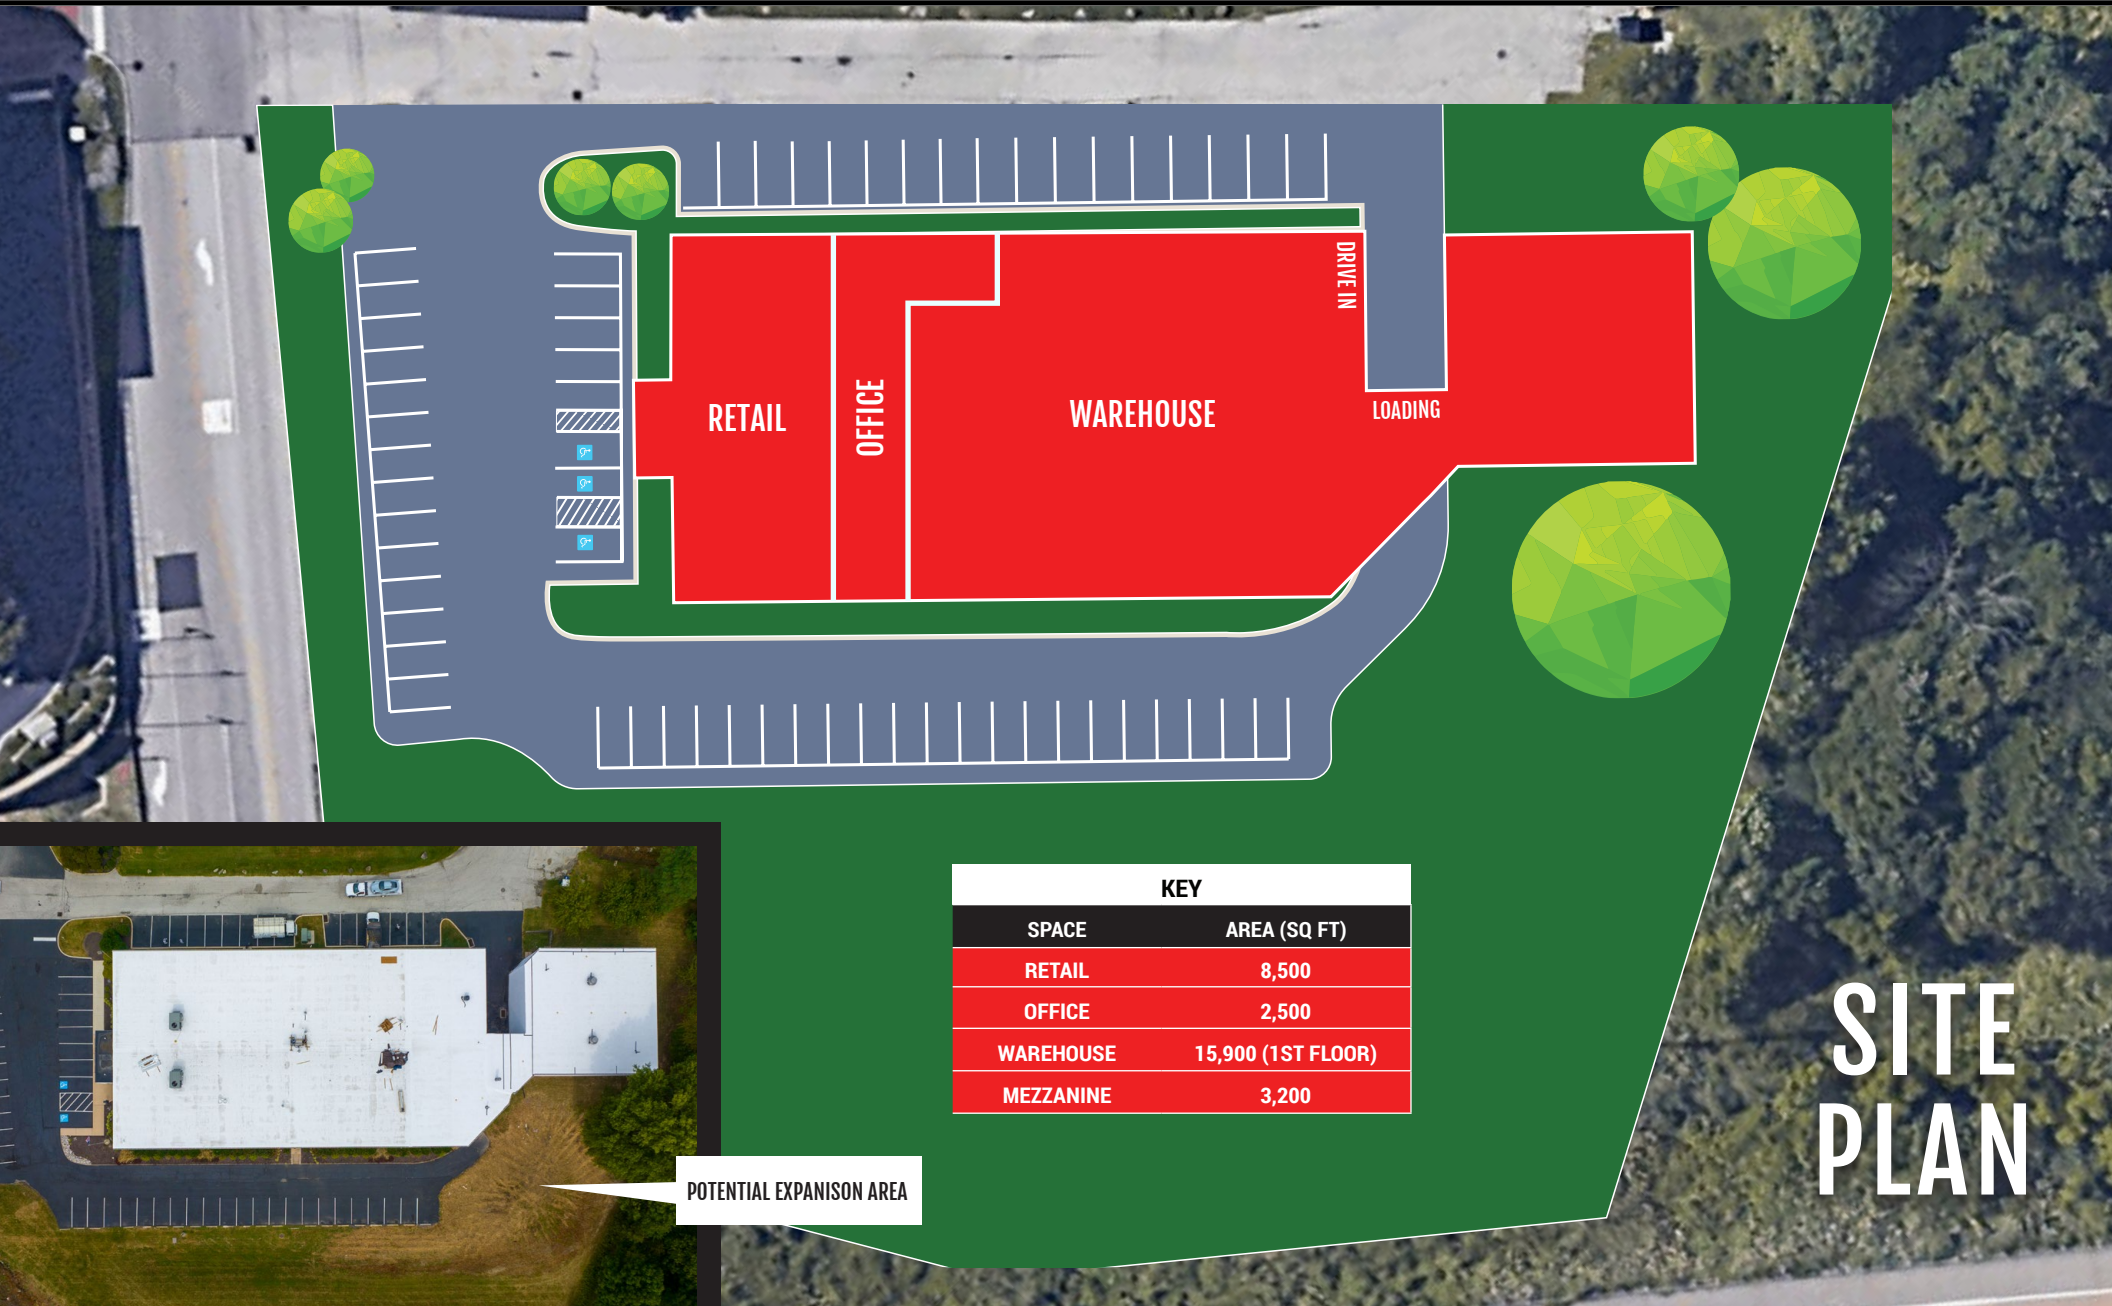 DRIVE IN
RETAIL
OFFICE
WAREHOUSE
LOADING
KEY
SPACE AREA (SQ FT)
RETAIL 8,500
OFFICE 2,500
WAREHOUSE 15,900 (1ST FLOOR)
MEZZANINE 3,200
SITE
PLAN
POTENTIAL EXPANISON AREA